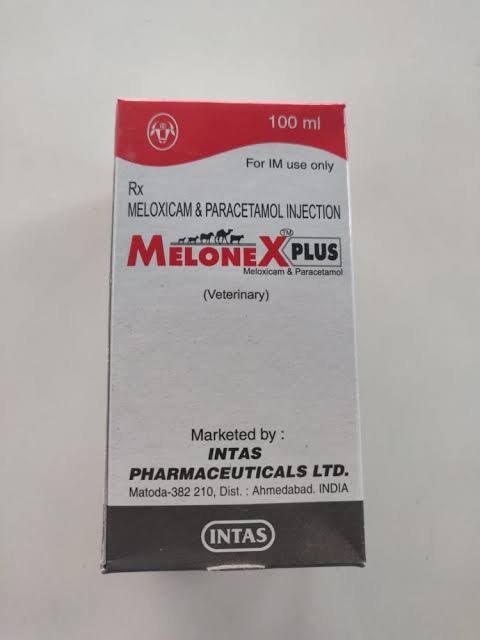 100 ml
For IM use only
Rx
MELOXICAM & PARACETAMOL INJECTION
MELONEX™ PLUS
Meloxicam & Paracetamol
(Veterinary)
Marketed by :
INTAS
PHARMACEUTICALS LTD.
Matoda-382 210, Dist. : Ahmedabad. INDIA
INTAS